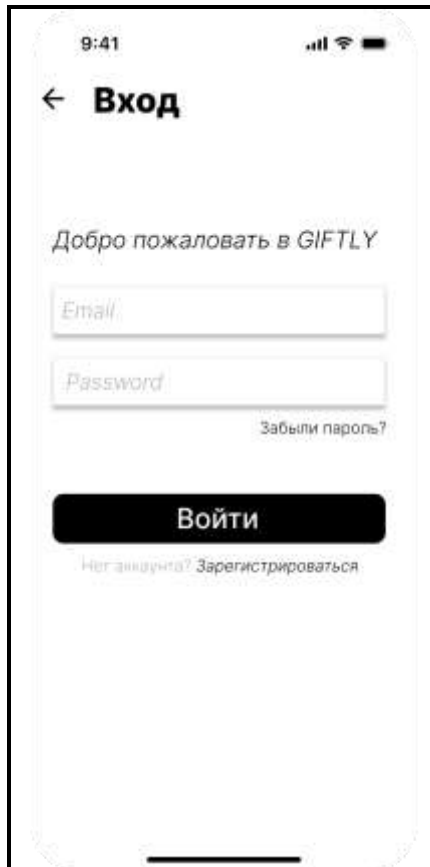 9:41
Вход
Добро пожаловать в GIFTLY
Email
Password
Забыли пароль?
Войти
Нет аккаунта? Зарегистрироваться